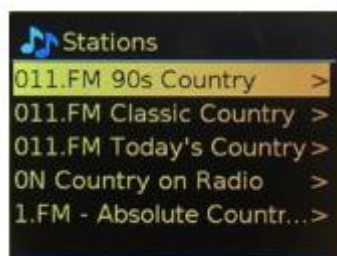 Stations
011.FM 90s Country >
011.FM Classic Country >
011.FM Today's Country >
0N Country on Radio >
1.FM - Absolute Countr... >